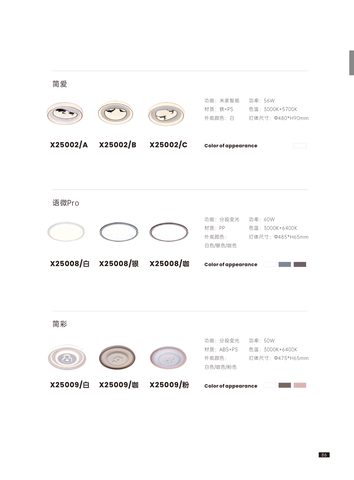 简爱
功能：米家智能　功率：56W
材质：铁+PS　色温：3000K+5700K
外观颜色：白　灯体尺寸：Φ480*H90mm
X25002/A　X25002/B　X25002/C　Color of appearance
语微Pro
功能：分段变光　功率：60W
材质：PP　色温：3000K+6400K
外观颜色：　灯体尺寸：Φ485*H65mm
白色/银色/咖色
X25008/白　X25008/银　X25008/咖　Color of appearance
简彩
功能：分段变光　功率：50W
材质：ABS+PS　色温：3000K+6400K
外观颜色：　灯体尺寸：Φ475*H65mm
白色/咖色/粉色
X25009/白　X25009/咖　X25009/粉　Color of appearance